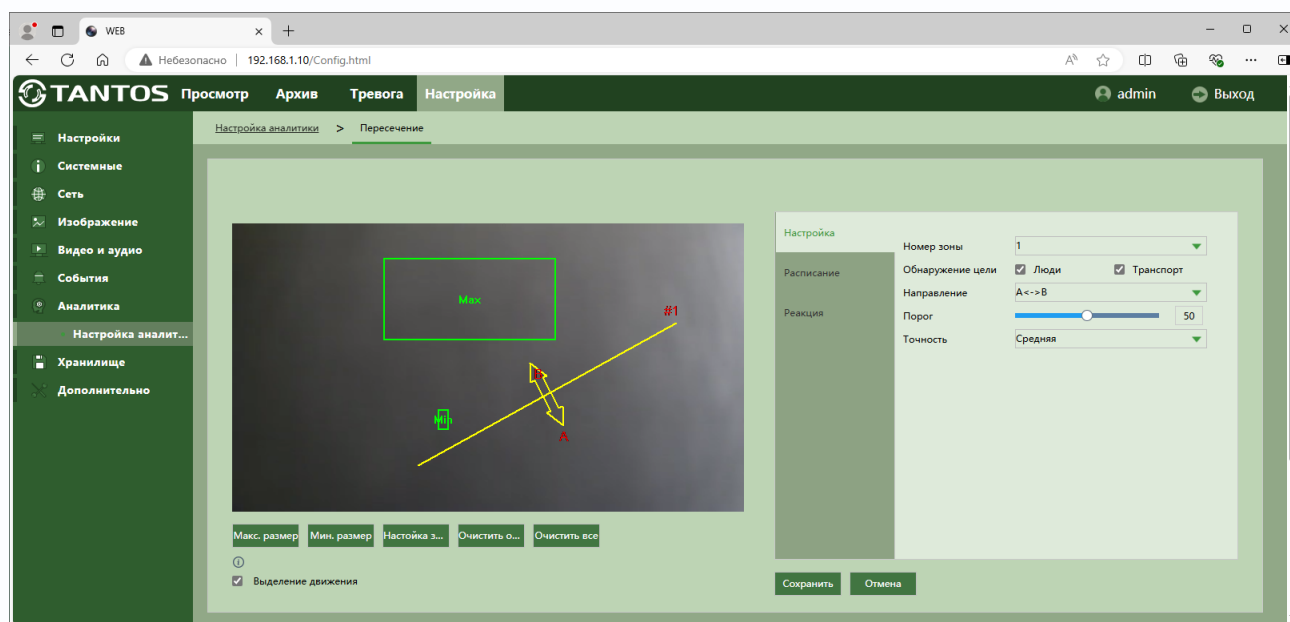 WEB
Небезопасно 192.168.1.10/Config.html
TANTOS Просмотр Архив Тревога Настройка admin Выход
Настройка аналитики > Пересечение
Настройки
Системные
Сеть
Изображение
Видео и аудио
События
Аналитика
Настройка аналит...
Хранилище
Дополнительно
Max
#1
Min
B
A
Макс. размер Мин. размер Настойка з... Очистить о... Очистить все
Выделение движения
Настройка
Расписание
Реакция
Номер зоны 1
Обнаружение цели Люди Транспорт
Направление A<->B
Порог 50
Точность Средняя
Сохранить Отмена